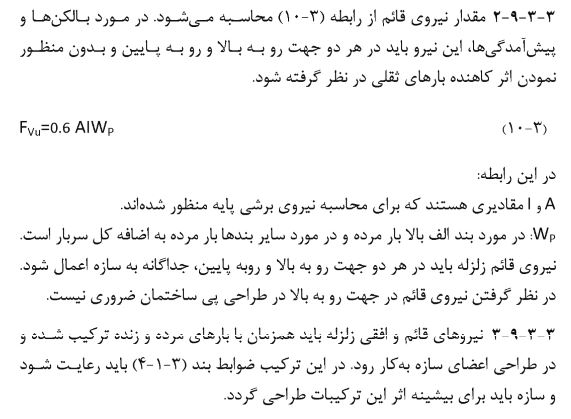 ۳-۳-۹-۲ مقدار نیروی قائم از رابطه (۳-۱۰) محاسبه می‌شود. در مورد بالکن‌ها و
پیش‌آمدگی‌ها، این نیرو باید در هر دو جهت رو به بالا و رو به پایین و بدون منظور
نمودن اثر کاهنده بارهای ثقلی در نظر گرفته شود.
FVu=0.6 AIWP (۳-۱۰)
در این رابطه:
A و I مقادیری هستند که برای محاسبه نیروی برشی پایه منظور شده‌اند.
WP: در مورد بند الف بالا بار مرده و در مورد سایر بندها بار مرده به اضافه کل سربار است.
نیروی قائم زلزله باید در هر دو جهت رو به بالا و روبه پایین، جداگانه به سازه اعمال شود.
در نظر گرفتن نیروی قائم در جهت رو به بالا در طراحی پی ساختمان ضروری نیست.
۳-۳-۹-۳ نیروهای قائم و افقی زلزله باید همزمان با بارهای مرده و زنده ترکیب شده و
در طراحی اعضای سازه به‌کار رود. در این ترکیب ضوابط بند (۳-۱-۴) باید رعایت شود
و سازه باید برای بیشینه اثر این ترکیبات طراحی گردد.